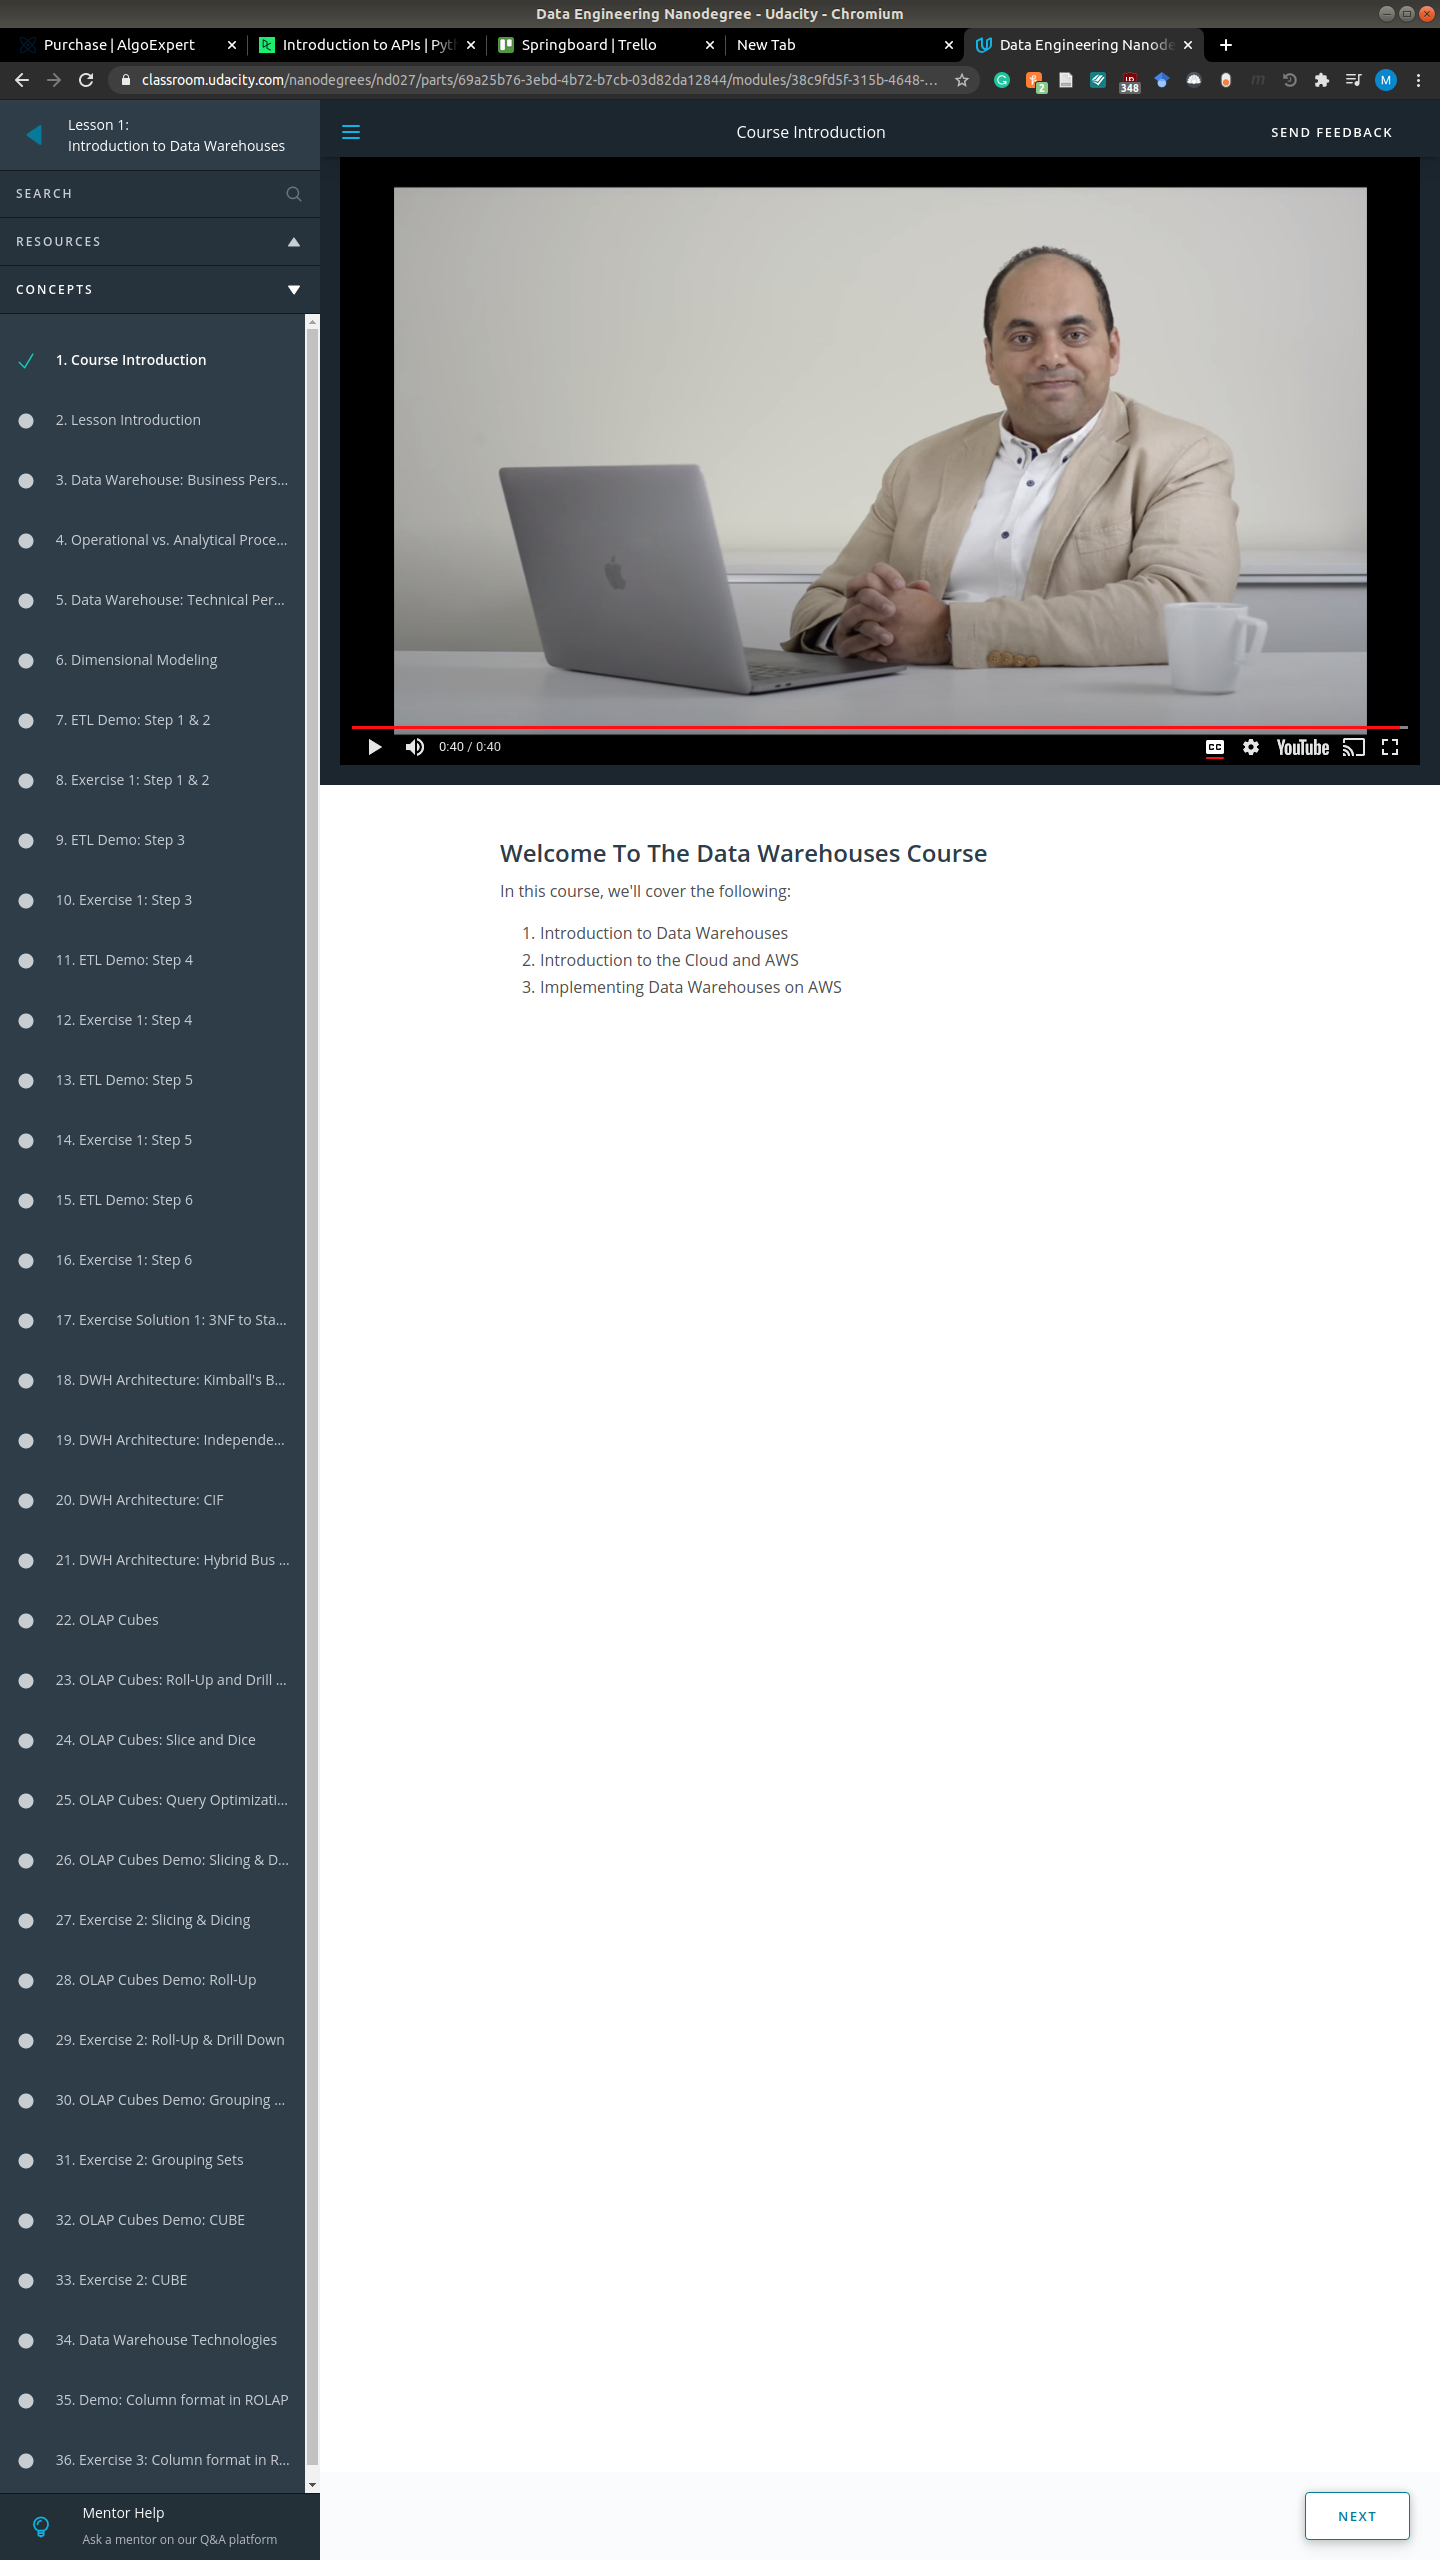 Data Engineering Nanodegree - Udacity - Chromium
Purchase | AlgoExpert
Introduction to APIs | Pyth
Springboard | Trello
New Tab
Data Engineering Nanode
classroom.udacity.com/nanodegrees/nd027/parts/69a25b76-3ebd-4b72-b7cb-03d82da12844/modules/38c9fd5f-315b-4648-...
2
348
M
Lesson 1:
Introduction to Data Warehouses
Course Introduction
SEND FEEDBACK
SEARCH
RESOURCES
CONCEPTS
1. Course Introduction
2. Lesson Introduction
3. Data Warehouse: Business Pers...
4. Operational vs. Analytical Proce...
5. Data Warehouse: Technical Per...
6. Dimensional Modeling
7. ETL Demo: Step 1 & 2
8. Exercise 1: Step 1 & 2
9. ETL Demo: Step 3
10. Exercise 1: Step 3
11. ETL Demo: Step 4
12. Exercise 1: Step 4
13. ETL Demo: Step 5
14. Exercise 1: Step 5
15. ETL Demo: Step 6
16. Exercise 1: Step 6
17. Exercise Solution 1: 3NF to Sta...
18. DWH Architecture: Kimball's B...
19. DWH Architecture: Independe...
20. DWH Architecture: CIF
21. DWH Architecture: Hybrid Bus ...
22. OLAP Cubes
23. OLAP Cubes: Roll-Up and Drill ...
24. OLAP Cubes: Slice and Dice
25. OLAP Cubes: Query Optimizati...
26. OLAP Cubes Demo: Slicing & D...
27. Exercise 2: Slicing & Dicing
28. OLAP Cubes Demo: Roll-Up
29. Exercise 2: Roll-Up & Drill Down
30. OLAP Cubes Demo: Grouping ...
31. Exercise 2: Grouping Sets
32. OLAP Cubes Demo: CUBE
33. Exercise 2: CUBE
34. Data Warehouse Technologies
35. Demo: Column format in ROLAP
36. Exercise 3: Column format in R...
Mentor Help
Ask a mentor on our Q&A platform
0:40 / 0:40
CC
YouTube
Welcome To The Data Warehouses Course
In this course, we'll cover the following:
1. Introduction to Data Warehouses
2. Introduction to the Cloud and AWS
3. Implementing Data Warehouses on AWS
NEXT